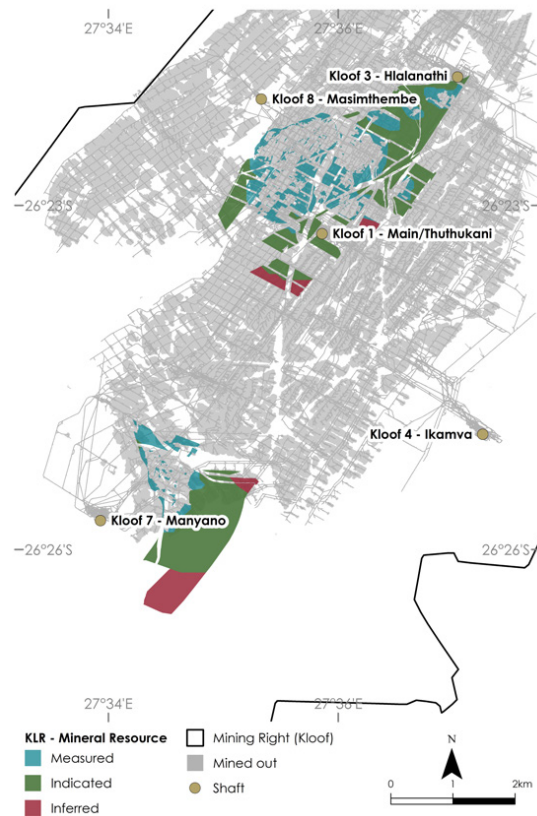 27°34'E
27°36'E
Kloof 3 - Hlalanathi
Kloof 8 - Masimthembe
26°23'S
26°23'S
Kloof 1 - Main/Thuthukani
Kloof 4 - Ikamva
Kloof 7 - Manyano
26°26'S
26°26'S
27°34'E
27°36'E
KLR - Mineral Resource
Measured
Indicated
Inferred
Mining Right (Kloof)
Mined out
Shaft
N
0 1 2km